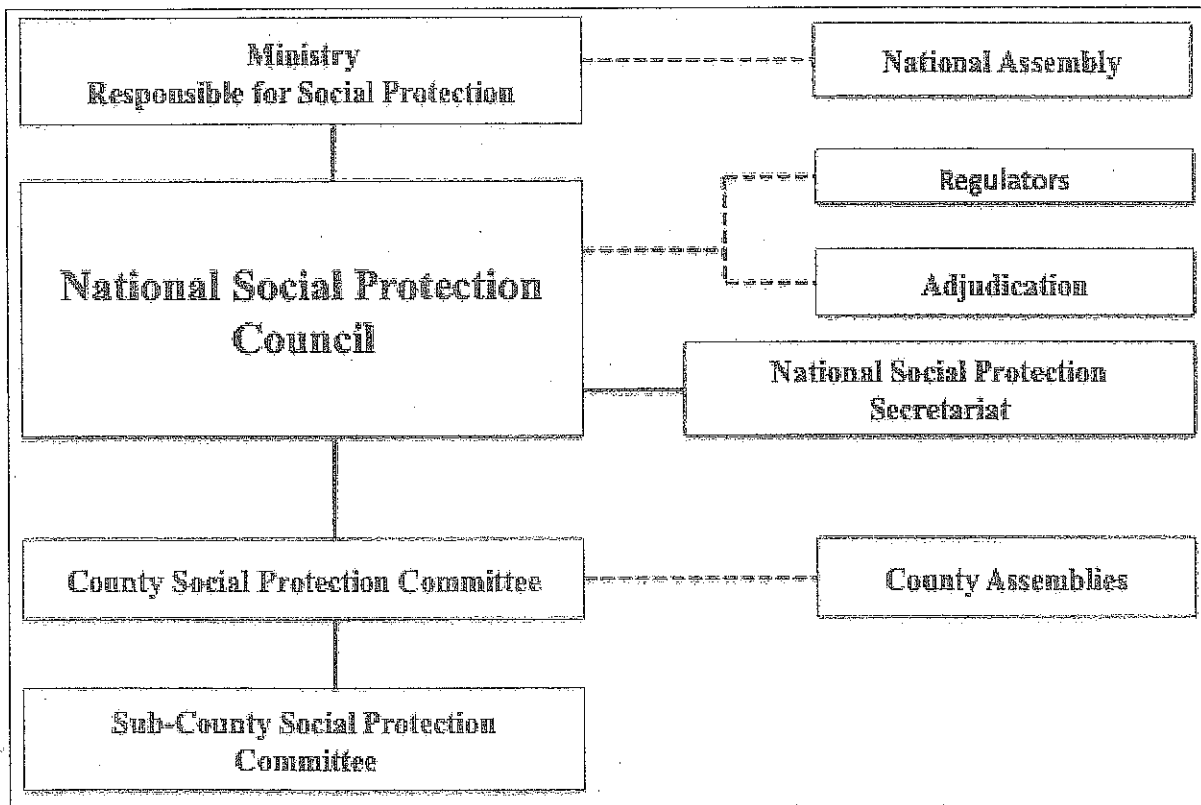 Ministry
Responsible for Social Protection
National Assembly
Regulators
National Social Protection
Council
Adjudication
National Social Protection
Secretariat
County Social Protection Committee
County Assemblies
Sub-County Social Protection
Committee